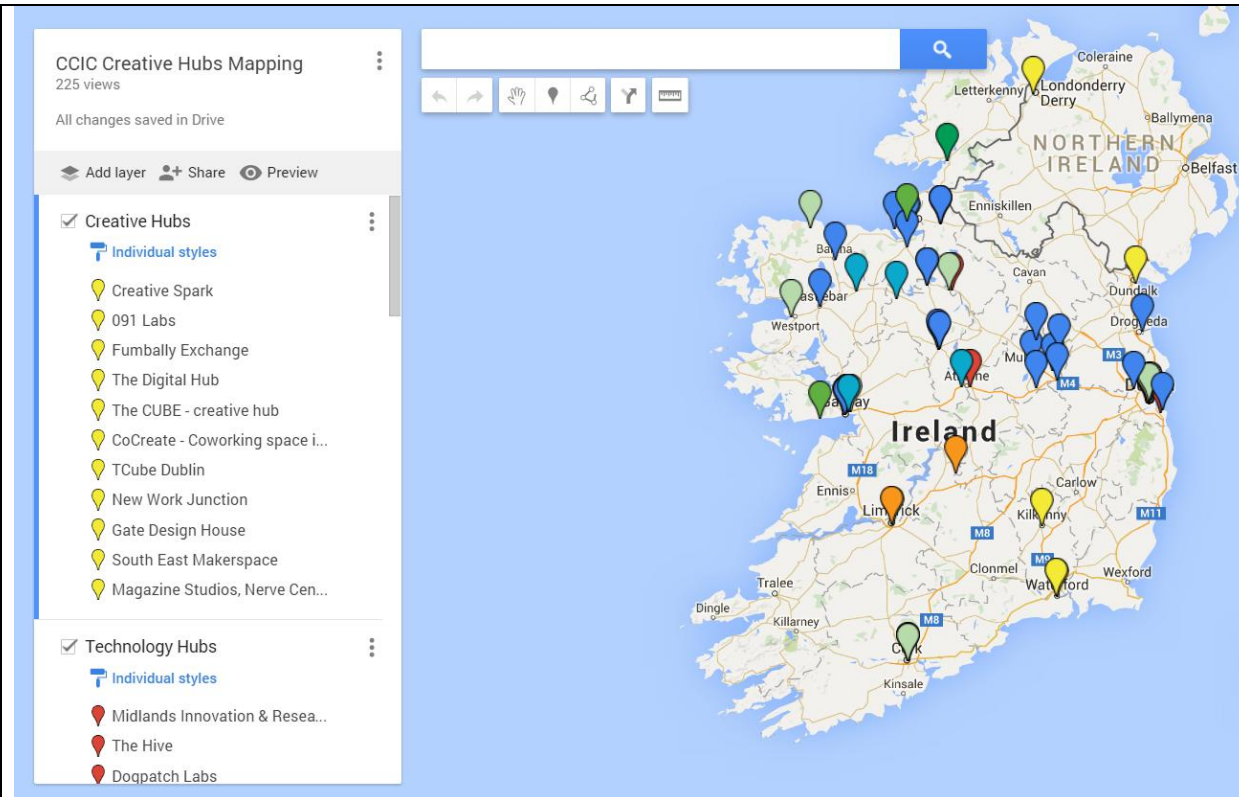 CCIC Creative Hubs Mapping
225 views
All changes saved in Drive
Add layer Share Preview
Creative Hubs
Individual styles
Creative Spark
091 Labs
Fumbally Exchange
The Digital Hub
The CUBE - creative hub
CoCreate - Coworking space i...
TCube Dublin
New Work Junction
Gate Design House
South East Makerspace
Magazine Studios, Nerve Cen...
Technology Hubs
Individual styles
Midlands Innovation & Resea...
The Hive
Dogpatch Labs
Coleraine
Letterkenny
Londonderry
Derry
Ballymena
NORTHERN
IRELAND
Belfast
Enniskillen
Cavan
Dundalk
Westport
Drogheda
M3
M4
Ireland
M18
Ennis
Carlow
M11
M8
Clonmel
Wexford
Tralee
Dingle
Killarney
M8
Kinsale